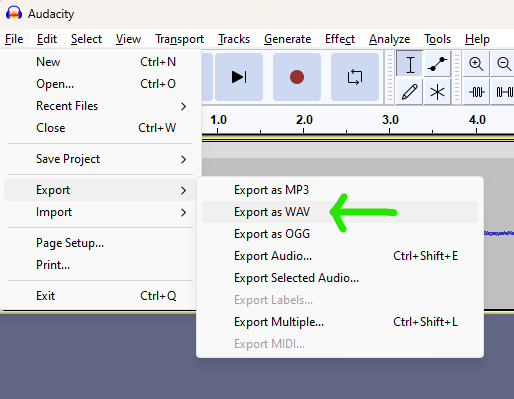 Audacity
File Edit Select View Transport Tracks Generate Effect Analyze Tools Help
New Ctrl+N
Open... Ctrl+O
Recent Files
Close Ctrl+W
1.0 2.0 3.0 4.0
Save Project
Export
Export as MP3
Import
Export as WAV
Export as OGG
Page Setup...
Export Audio... Ctrl+Shift+E
Print...
Export Selected Audio...
Exit Ctrl+Q
Export Labels...
Export Multiple... Ctrl+Shift+L
Export MIDI...